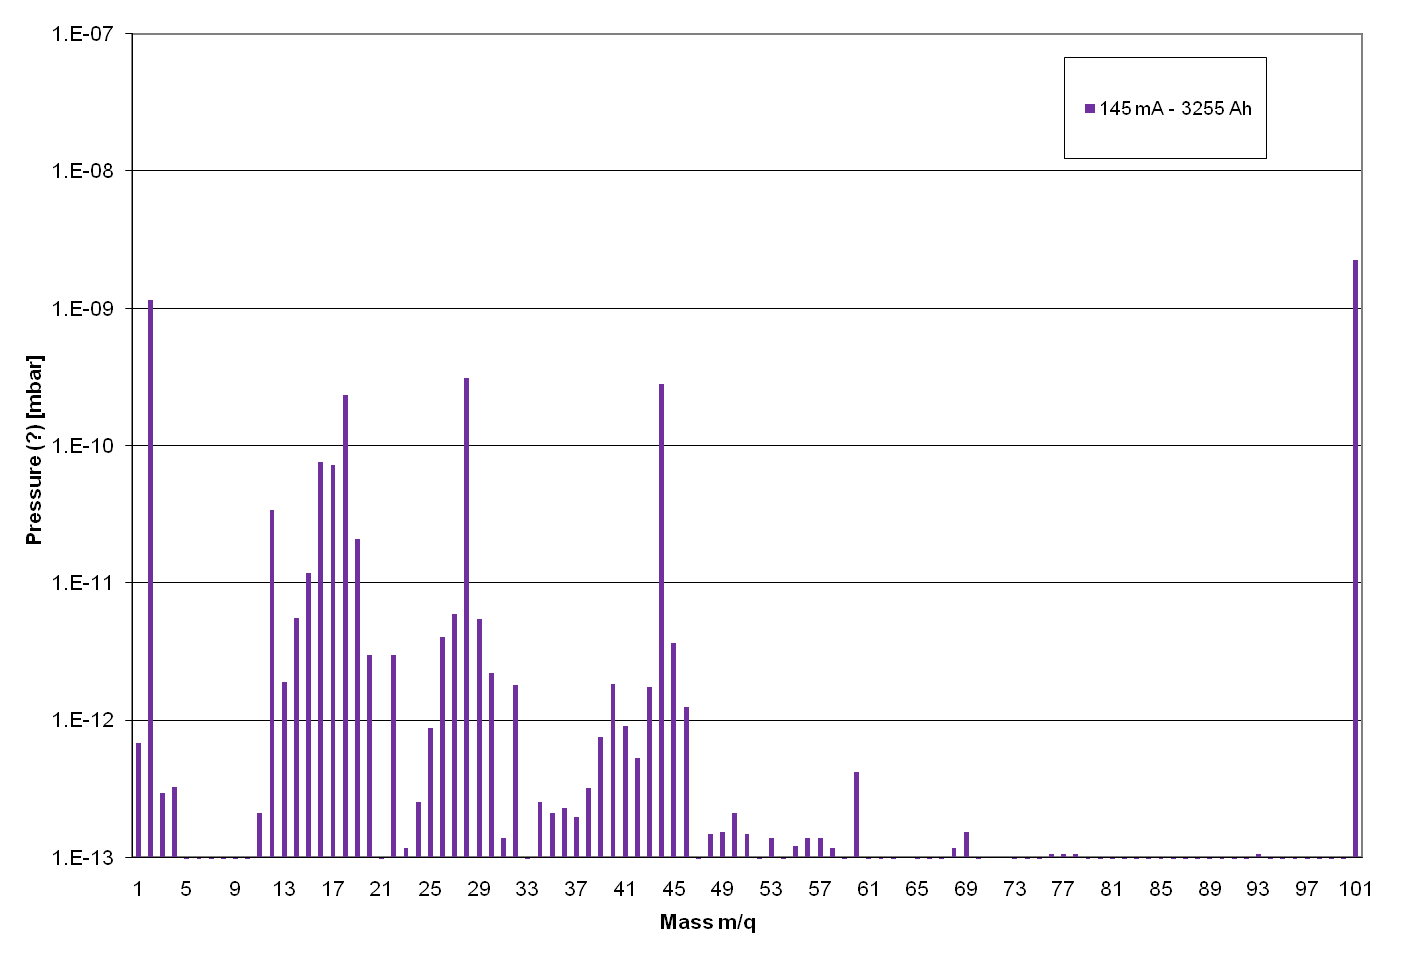 1.E-07
1.E-08
1.E-09
1.E-10
1.E-11
1.E-12
1.E-13
Pressure (?) [mbar]
145 mA - 3255 Ah
1 5 9 13 17 21 25 29 33 37 41 45 49 53 57 61 65 69 73 77 81 85 89 93 97 101
Mass m/q